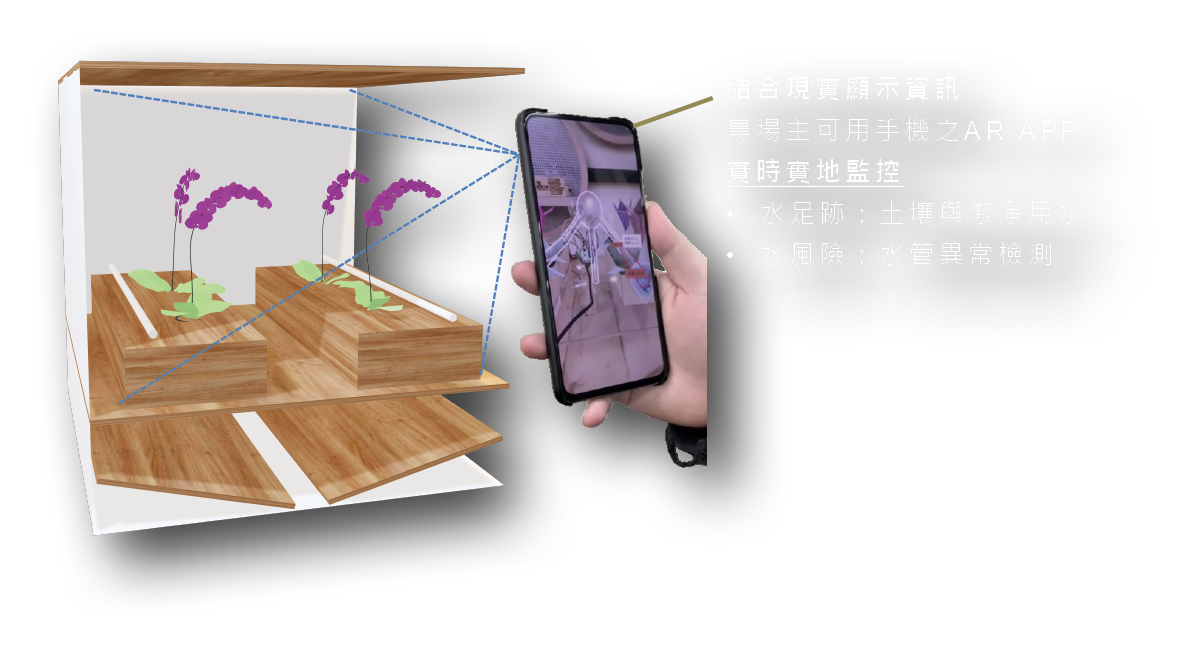 結合現實顯示資訊
農場主可用手機之AR APP
實時實地監控
• 水足跡：土壤與潔淨用水
• 水風險：水管異常檢測